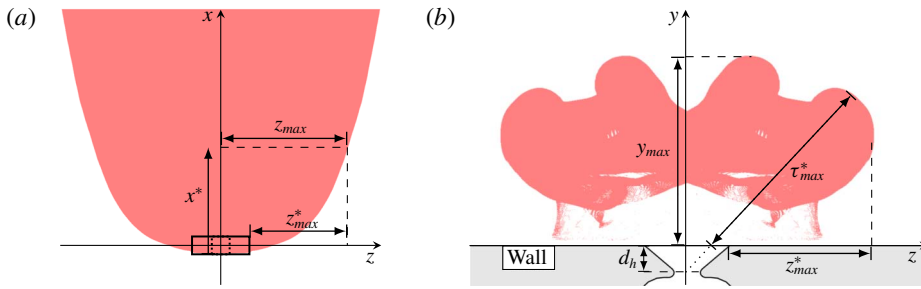 (a)
x
z_max
x*
z*_max
z
(b)
y
y_max
τ*_max
Wall
d_h
z*_max
z